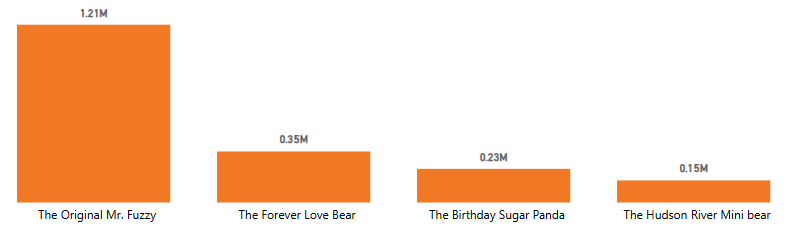 1.21M
0.35M
0.23M
0.15M
The Original Mr. Fuzzy
The Forever Love Bear
The Birthday Sugar Panda
The Hudson River Mini bear